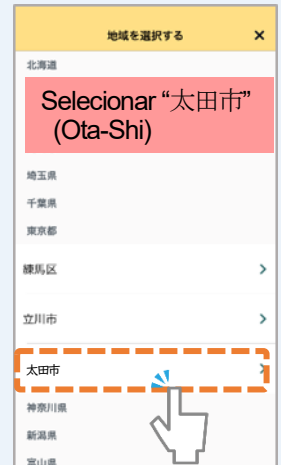 地域を選択する ×
北海道
Selecionar “太田市”
(Ota-Shi)
埼玉県
千葉県
東京都
練馬区
立川市
太田市
神奈川県
新潟県
富山県